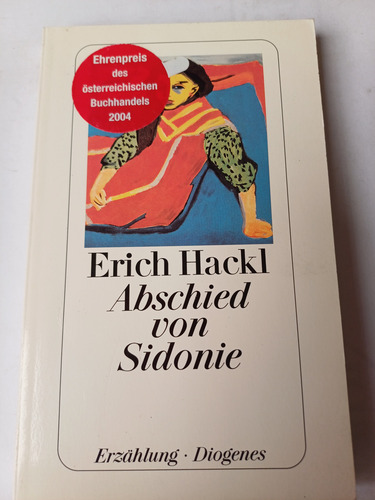 Ehrenpreis
des
österreichischen
Buchhandels
2004
Erich Hackl
Abschied
von
Sidonie
Erzählung · Diogenes